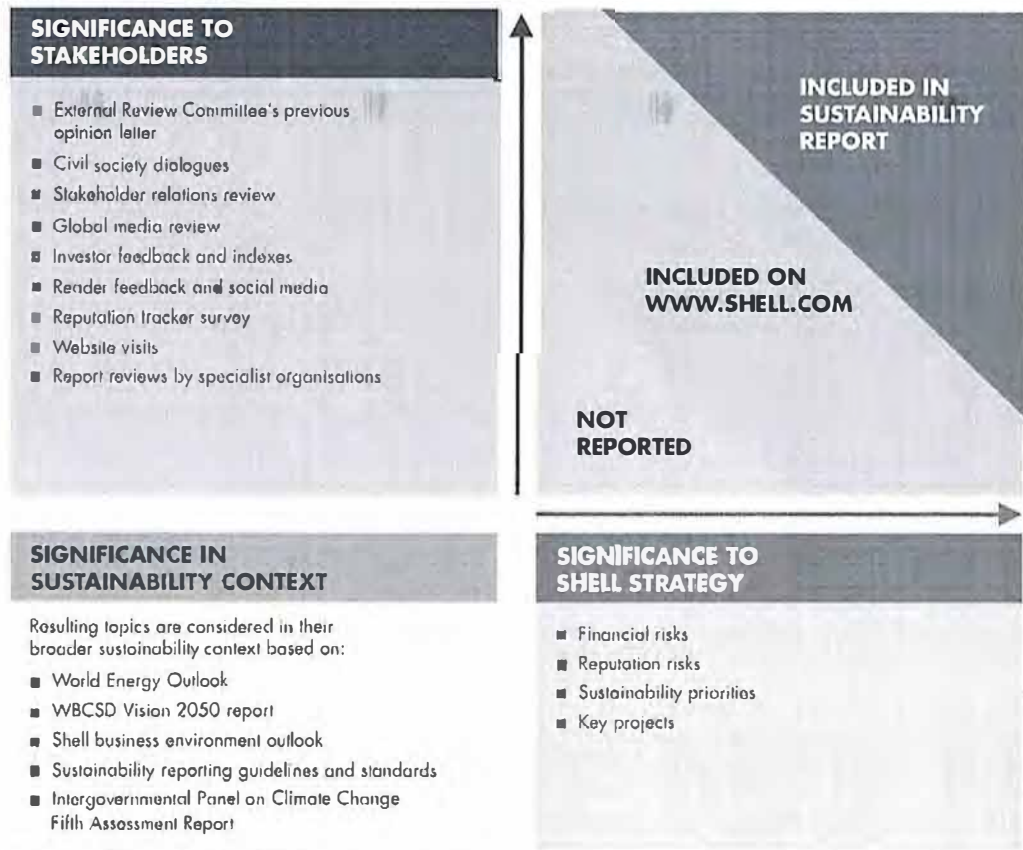 SIGNIFICANCE TO
STAKEHOLDERS
■ External Review Committee's previous
opinion letter
■ Civil society dialogues
■ Stakeholder relations review
■ Global media review
■ Investor feedback and indexes
■ Reader feedback and social media
■ Reputation tracker survey
■ Website visits
■ Report reviews by specialist organisations
INCLUDED IN
SUSTAINABILITY
REPORT
INCLUDED ON
WWW.SHELL.COM
NOT
REPORTED
SIGNIFICANCE IN
SUSTAINABILITY CONTEXT
Resulting topics are considered in their
broader sustainability context based on:
■ World Energy Outlook
■ WBCSD Vision 2050 report
■ Shell business environment outlook
■ Sustainability reporting guidelines and standards
■ Intergovernmental Panel on Climate Change
Fifth Assessment Report
SIGNIFICANCE TO
SHELL STRATEGY
■ Financial risks
■ Reputation risks
■ Sustainability priorities
■ Key projects